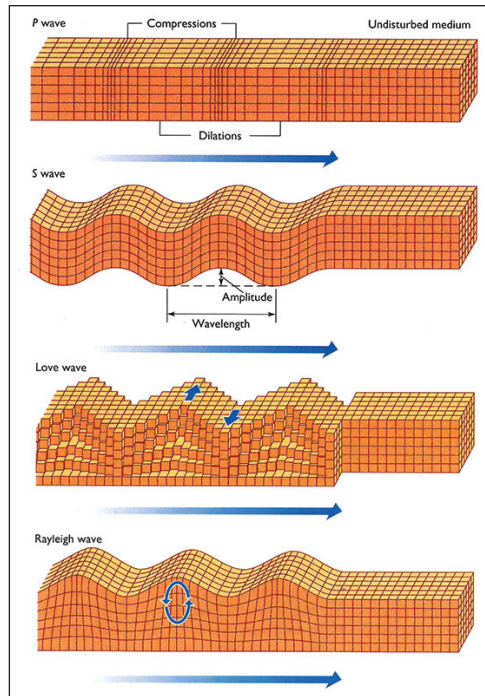 P wave
Compressions
Undisturbed medium
Dilations
S wave
Amplitude
Wavelength
Love wave
Rayleigh wave